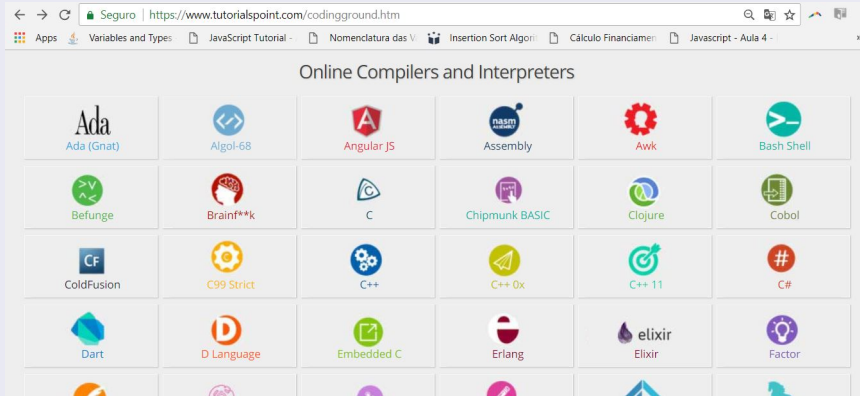 Seguro | https://www.tutorialspoint.com/codingground.htm
Apps Variables and Types JavaScript Tutorial - Nomenclatura das V Insertion Sort Algori Cálculo Financiamen Javascript - Aula 4 -
Online Compilers and Interpreters
Ada nasm ASSEMBLY
Ada (Gnat) Algol-68 Angular JS Assembly Awk Bash Shell
Befunge Brainf**k C Chipmunk BASIC Clojure Cobol
CF
ColdFusion C99 Strict C++ C++ 0x C++ 11 C#
elixir
Dart D Language Embedded C Erlang Elixir Factor